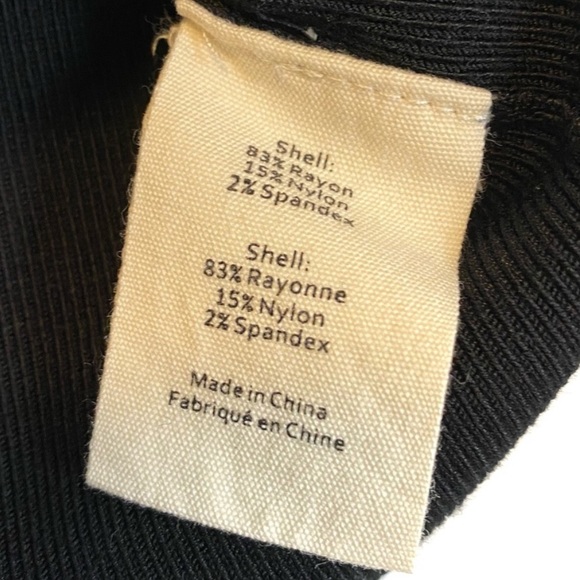 Shell:
83% Rayon
15% Nylon
2% Spandex
Shell:
83% Rayonne
15% Nylon
2% Spandex
Made in China
Fabriqué en Chine